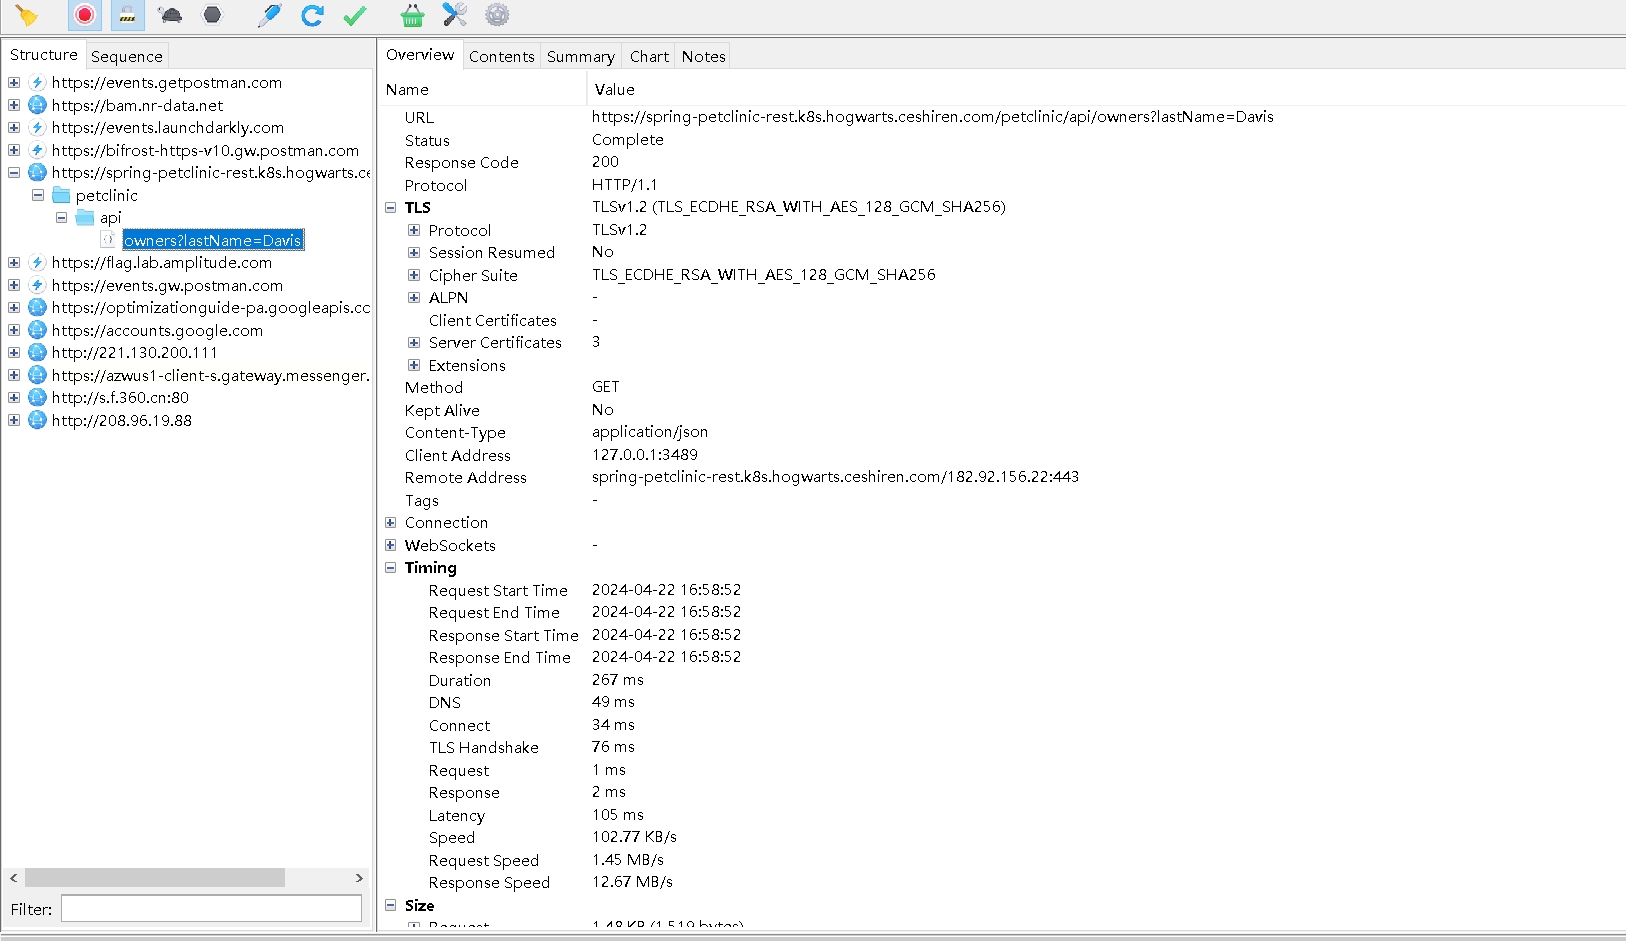 Structure
Sequence
https://events.getpostman.com
https://bam.nr-data.net
https://events.launchdarkly.com
https://bifrost-https-v10.gw.postman.com
https://spring-petclinic-rest.k8s.hogwarts.ce
petclinic
api
owners?lastName=Davis
https://flag.lab.amplitude.com
https://events.gw.postman.com
https://optimizationguide-pa.googleapis.cc
https://accounts.google.com
http://221.130.200.111
https://azwus1-client-s.gateway.messenger.
http://s.f.360.cn:80
http://208.96.19.88
Filter:
Overview Contents Summary Chart Notes
Name Value
URL https://spring-petclinic-rest.k8s.hogwarts.ceshiren.com/petclinic/api/owners?lastName=Davis
Status Complete
Response Code 200
Protocol HTTP/1.1
TLS TLSv1.2 (TLS_ECDHE_RSA_WITH_AES_128_GCM_SHA256)
Protocol TLSv1.2
Session Resumed No
Cipher Suite TLS_ECDHE_RSA_WITH_AES_128_GCM_SHA256
ALPN -
Client Certificates -
Server Certificates 3
Extensions
Method GET
Kept Alive No
Content-Type application/json
Client Address 127.0.0.1:3489
Remote Address spring-petclinic-rest.k8s.hogwarts.ceshiren.com/182.92.156.22:443
Tags -
Connection
WebSockets -
Timing
Request Start Time 2024-04-22 16:58:52
Request End Time 2024-04-22 16:58:52
Response Start Time 2024-04-22 16:58:52
Response End Time 2024-04-22 16:58:52
Duration 267 ms
DNS 49 ms
Connect 34 ms
TLS Handshake 76 ms
Request 1 ms
Response 2 ms
Latency 105 ms
Speed 102.77 KB/s
Request Speed 1.45 MB/s
Response Speed 12.67 MB/s
Size
Request 1.48 KB (1,519 bytes)